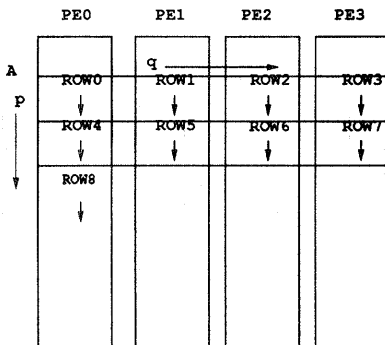 PE0 PE1 PE2 PE3
q
A
ROW0 ROW1 ROW2 ROW3
p
ROW4 ROW5 ROW6 ROW7
ROW8